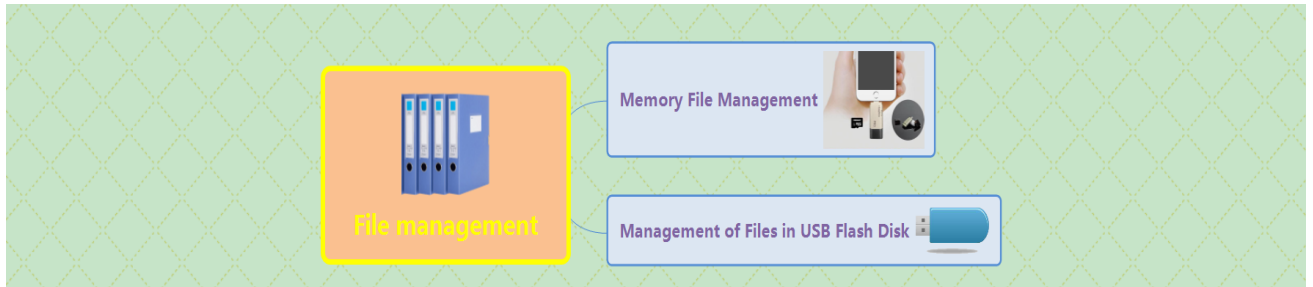 File management
Memory File Management
Management of Files in USB Flash Disk